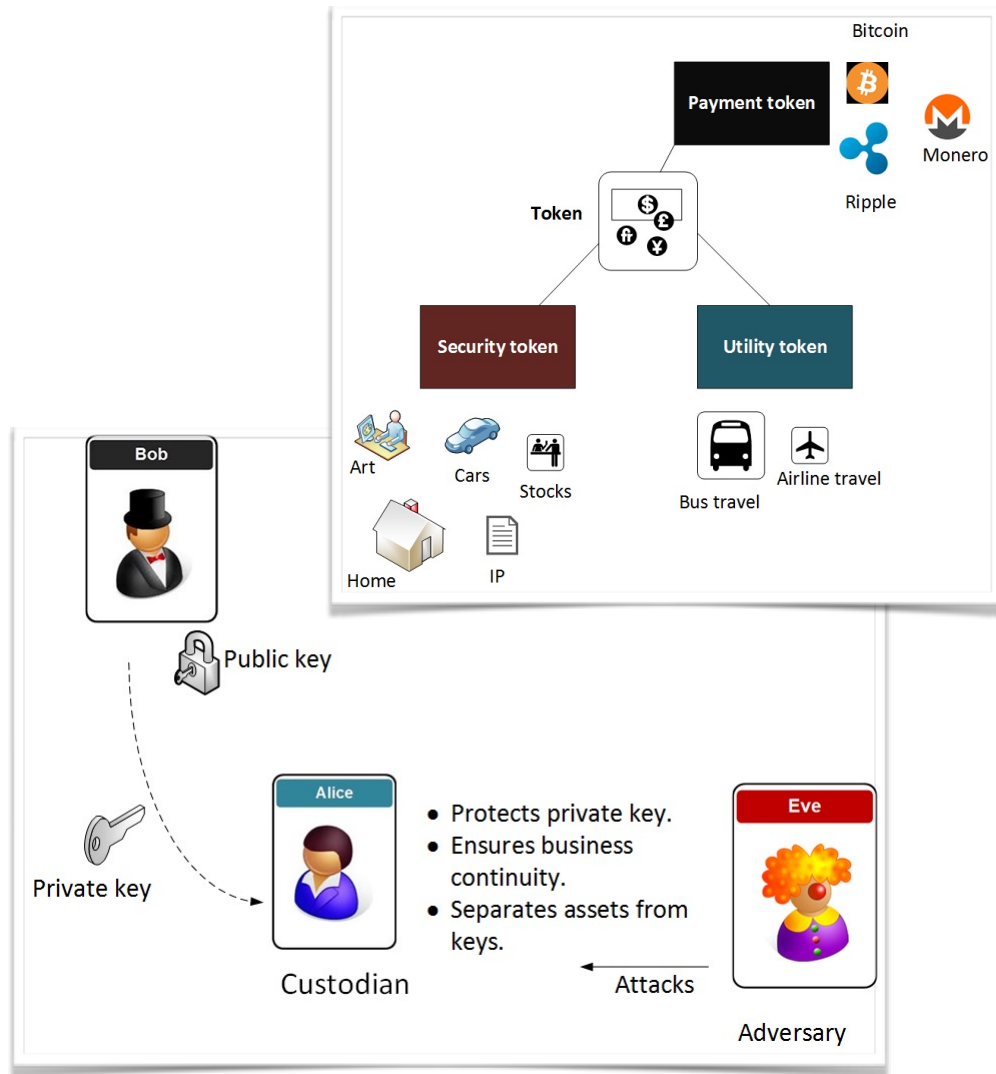 Bitcoin
Payment token
Monero
Ripple
Token
$
£
¥
Security token
Utility token
Art
Cars
Stocks
Bus travel
Airline travel
Home
IP
Bob
Public key
Private key
Alice
Custodian
• Protects private key.
• Ensures business
continuity.
• Separates assets from
keys.
Attacks
Eve
Adversary